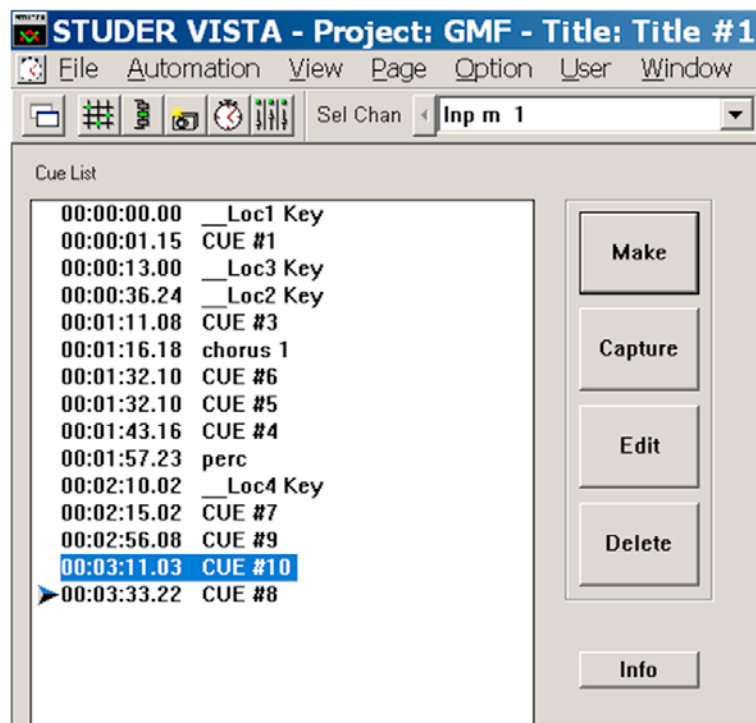 STUDER VISTA - Project: GMF - Title: Title #1
File Automation View Page Option User Window
Sel Chan Inp m 1
Cue List
00:00:00.00 __Loc1 Key
00:00:01.15 CUE #1
00:00:13.00 __Loc3 Key
00:00:36.24 __Loc2 Key
00:01:11.08 CUE #3
00:01:16.18 chorus 1
00:01:32.10 CUE #6
00:01:32.10 CUE #5
00:01:43.16 CUE #4
00:01:57.23 perc
00:02:10.02 __Loc4 Key
00:02:15.02 CUE #7
00:02:56.08 CUE #9
00:03:11.03 CUE #10
00:03:33.22 CUE #8
Make
Capture
Edit
Delete
Info